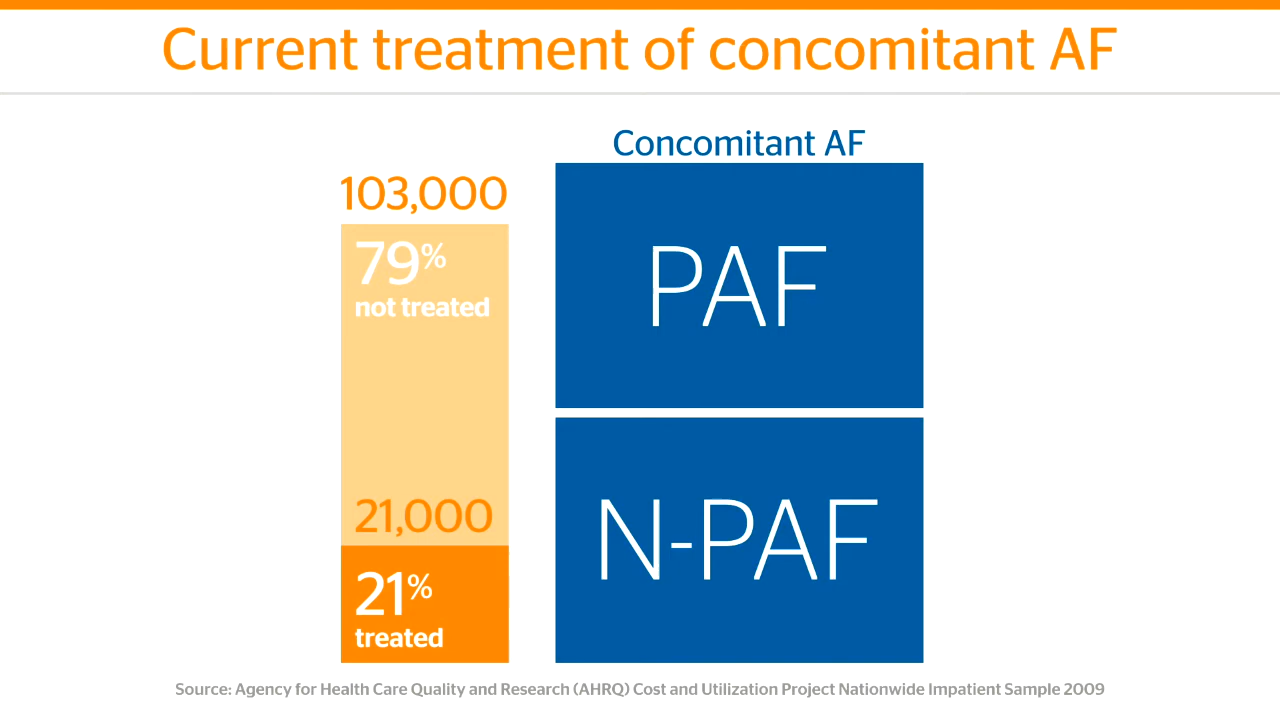 Current treatment of concomitant AF
Concomitant AF
103,000
79%
not treated
21,000
21%
treated
PAF
N-PAF
Source: Agency for Health Care Quality and Research (AHRQ) Cost and Utilization Project Nationwide Impatient Sample 2009